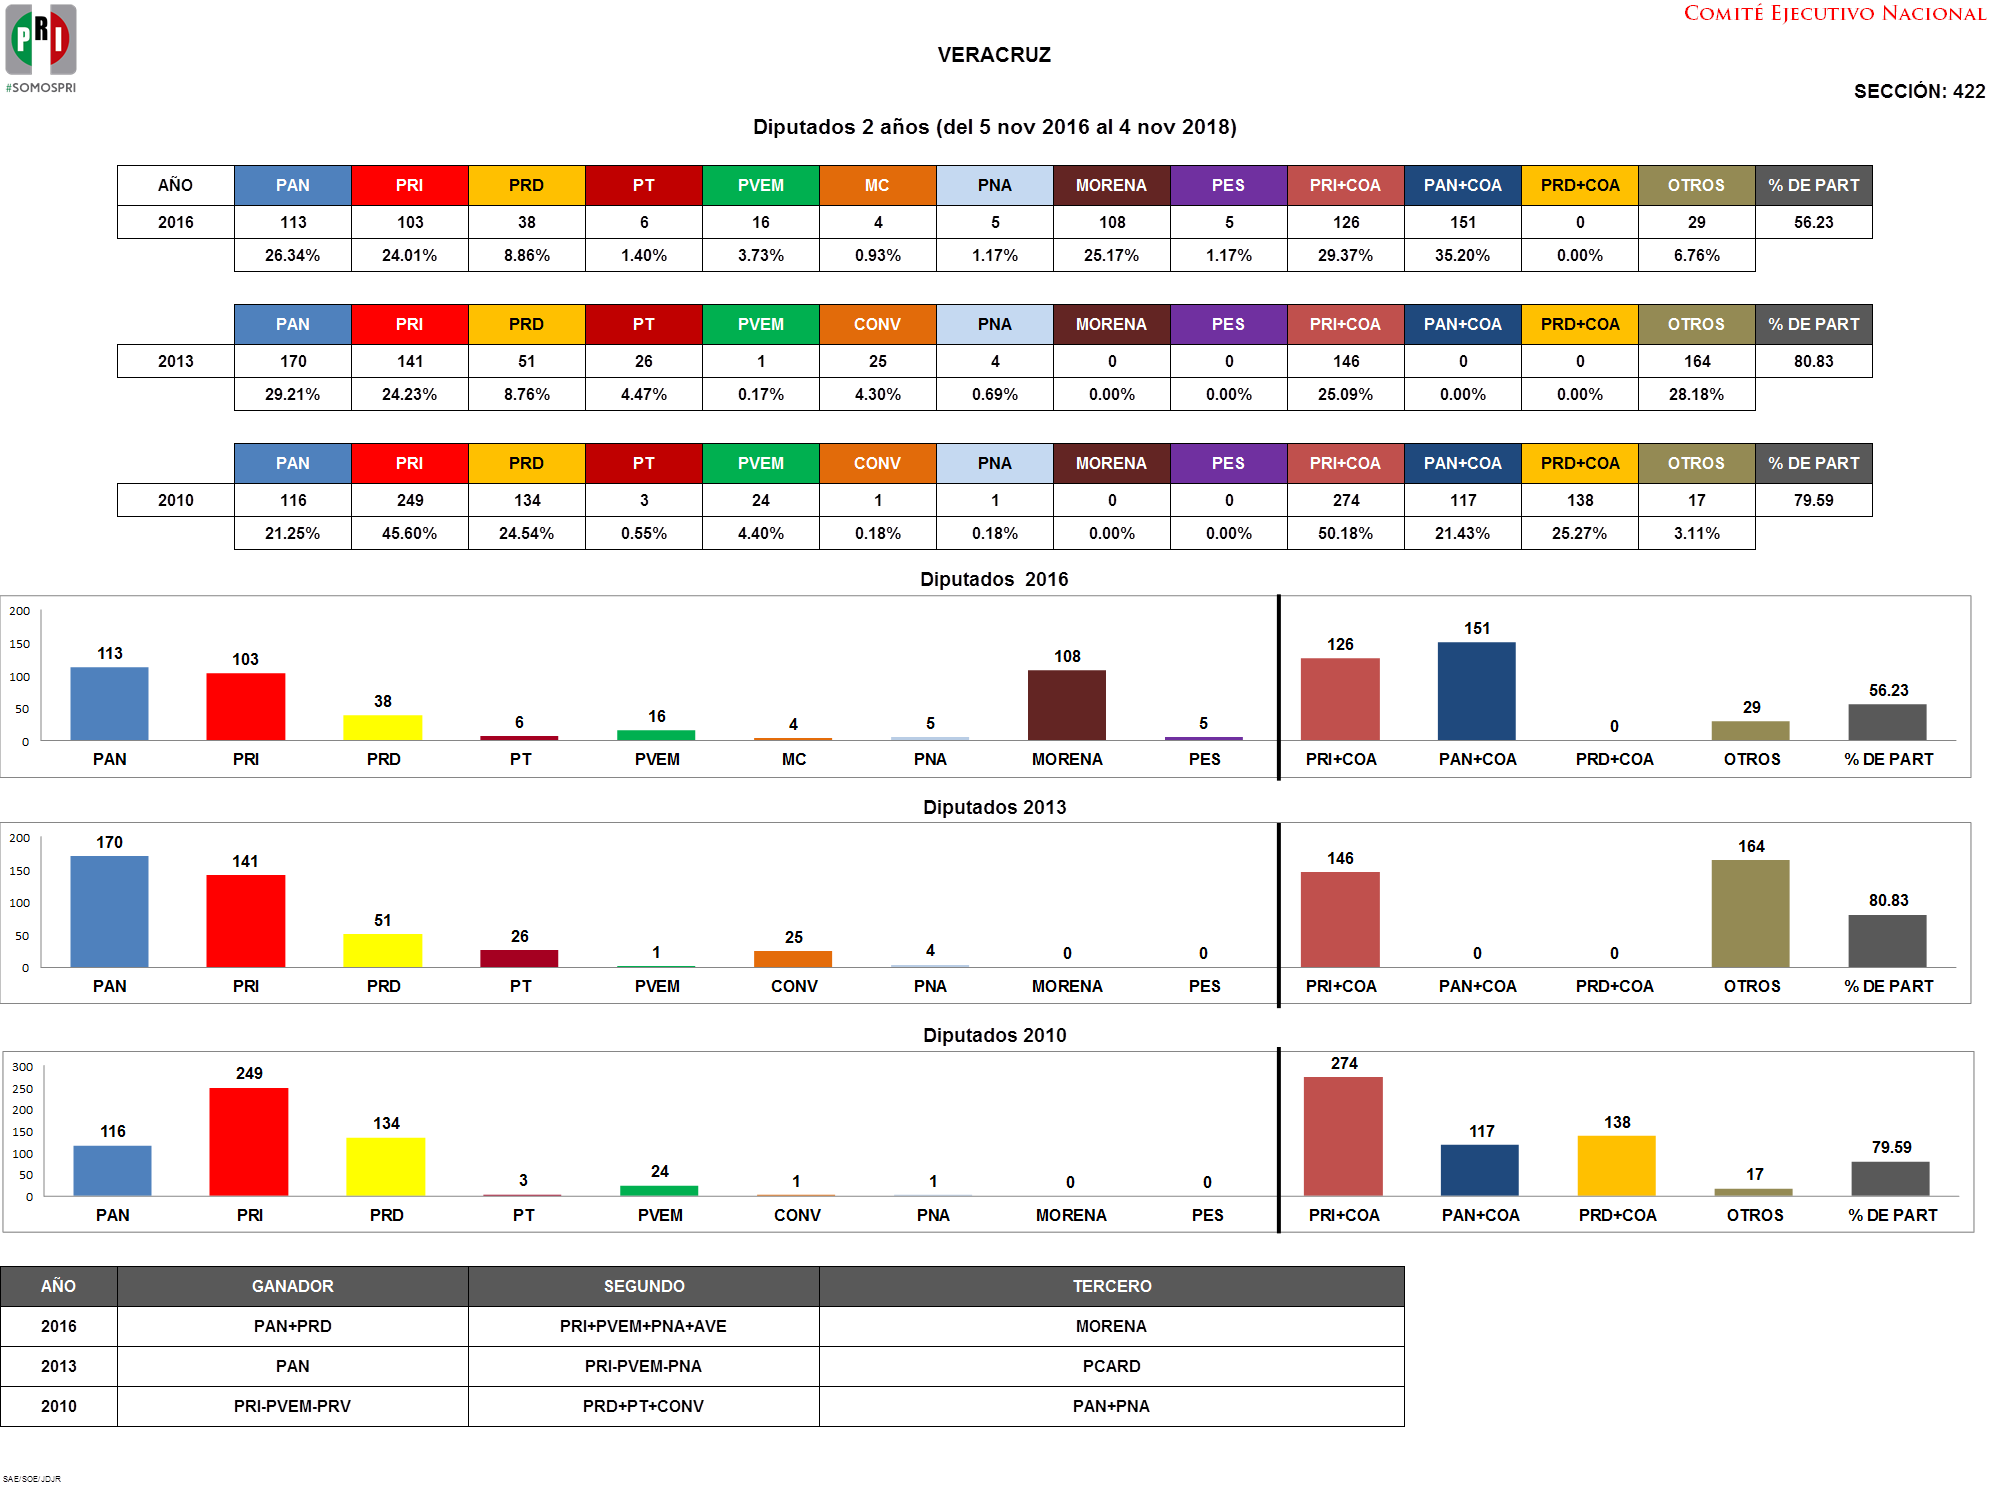 PRI
#SOMOSPRI
COMITÉ EJECUTIVO NACIONAL
VERACRUZ
SECCIÓN: 422
Diputados 2 años (del 5 nov 2016 al 4 nov 2018)
AÑO PAN PRI PRD PT PVEM MC PNA MORENA PES PRI+COA PAN+COA PRD+COA OTROS % DE PART
2016 113 103 38 6 16 4 5 108 5 126 151 0 29 56.23
26.34% 24.01% 8.86% 1.40% 3.73% 0.93% 1.17% 25.17% 1.17% 29.37% 35.20% 0.00% 6.76%
PAN PRI PRD PT PVEM CONV PNA MORENA PES PRI+COA PAN+COA PRD+COA OTROS % DE PART
2013 170 141 51 26 1 25 4 0 0 146 0 0 164 80.83
29.21% 24.23% 8.76% 4.47% 0.17% 4.30% 0.69% 0.00% 0.00% 25.09% 0.00% 0.00% 28.18%
PAN PRI PRD PT PVEM CONV PNA MORENA PES PRI+COA PAN+COA PRD+COA OTROS % DE PART
2010 116 249 134 3 24 1 1 0 0 274 117 138 17 79.59
21.25% 45.60% 24.54% 0.55% 4.40% 0.18% 0.18% 0.00% 0.00% 50.18% 21.43% 25.27% 3.11%
Diputados 2016
200
150
100
50
0
113 103 38 6 16 4 5 108 5 126 151 0 29 56.23
PAN PRI PRD PT PVEM MC PNA MORENA PES PRI+COA PAN+COA PRD+COA OTROS % DE PART
Diputados 2013
200
150
100
50
0
170 141 51 26 1 25 4 0 0 146 0 0 164 80.83
PAN PRI PRD PT PVEM CONV PNA MORENA PES PRI+COA PAN+COA PRD+COA OTROS % DE PART
Diputados 2010
300
250
200
150
100
50
0
116 249 134 3 24 1 1 0 0 274 117 138 17 79.59
PAN PRI PRD PT PVEM CONV PNA MORENA PES PRI+COA PAN+COA PRD+COA OTROS % DE PART
AÑO GANADOR SEGUNDO TERCERO
2016 PAN+PRD PRI+PVEM+PNA+AVE MORENA
2013 PAN PRI-PVEM-PNA PCARD
2010 PRI-PVEM-PRV PRD+PT+CONV PAN+PNA
SAE/SOE/JDJR